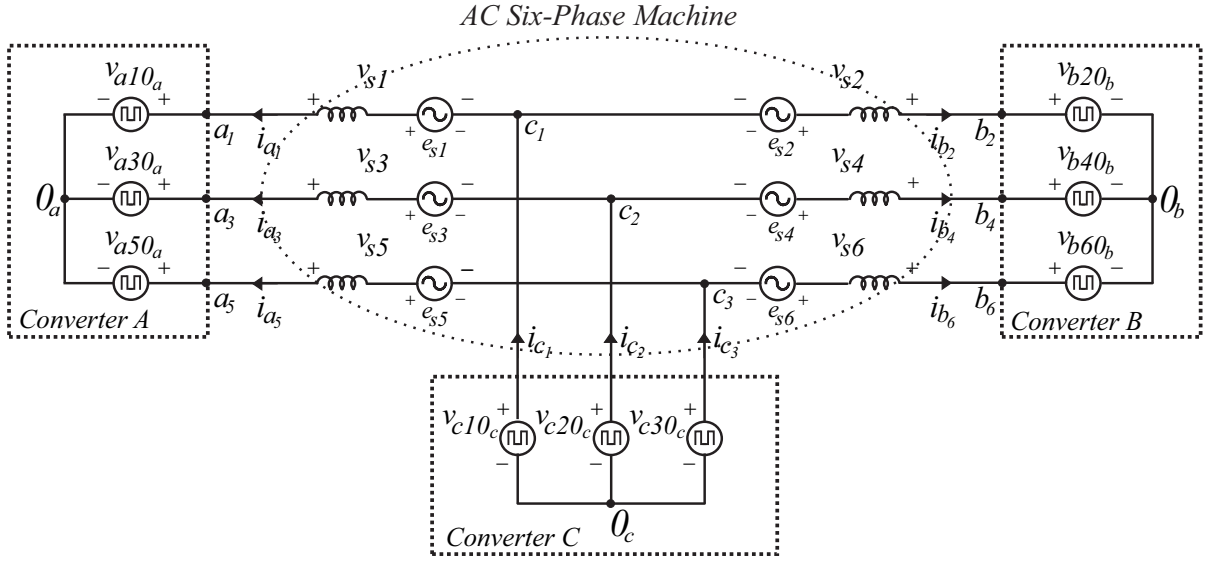 AC Six-Phase Machine
v_{a10_a} v_{s1} v_{s2} v_{b20_b}
− + + − − + + −
a_1 i_{a_1} + e_{s1} − c_1 − e_{s2} + i_{b_2} b_2
v_{a30_a} v_{s3} v_{s4} v_{b40_b}
− + + − − + + −
0_a a_3 i_{a_3} + e_{s3} − c_2 − e_{s4} + i_{b_4} b_4 0_b
v_{a50_a} v_{s5} v_{s6} v_{b60_b}
− + + − − + + −
a_5 i_{a_5} + e_{s5} − c_3 − e_{s6} + i_{b_6} b_6
Converter A Converter B
i_{c_1} i_{c_2} i_{c_3}
+ + +
v_{c10_c} v_{c20_c} v_{c30_c}
− − −
0_c
Converter C